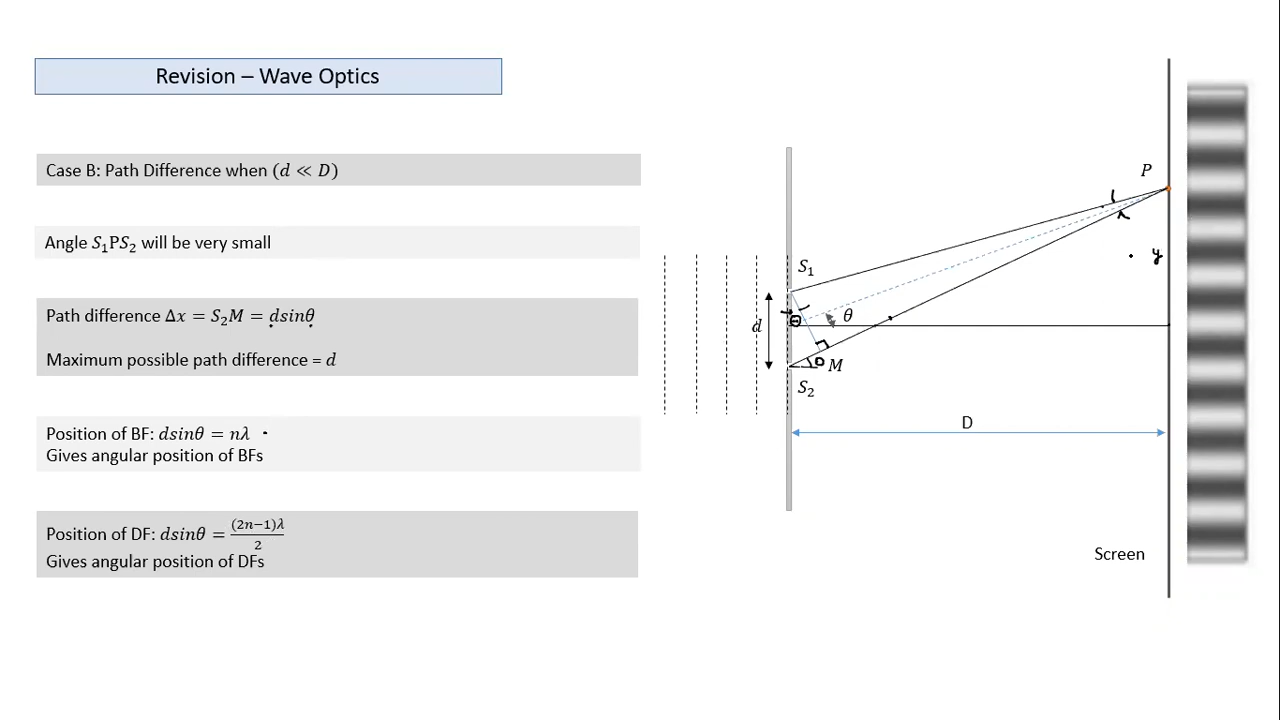 Revision – Wave Optics
Case B: Path Difference when (d ≪ D)
Angle S₁PS₂ will be very small
Path difference Δx = S₂M = dsinθ
Maximum possible path difference = d
Position of BF: dsinθ = nλ
Gives angular position of BFs
Position of DF: dsinθ = (2n−1)λ/2
Gives angular position of DFs
P
y
S₁
θ
θ
d
M
S₂
D
Screen